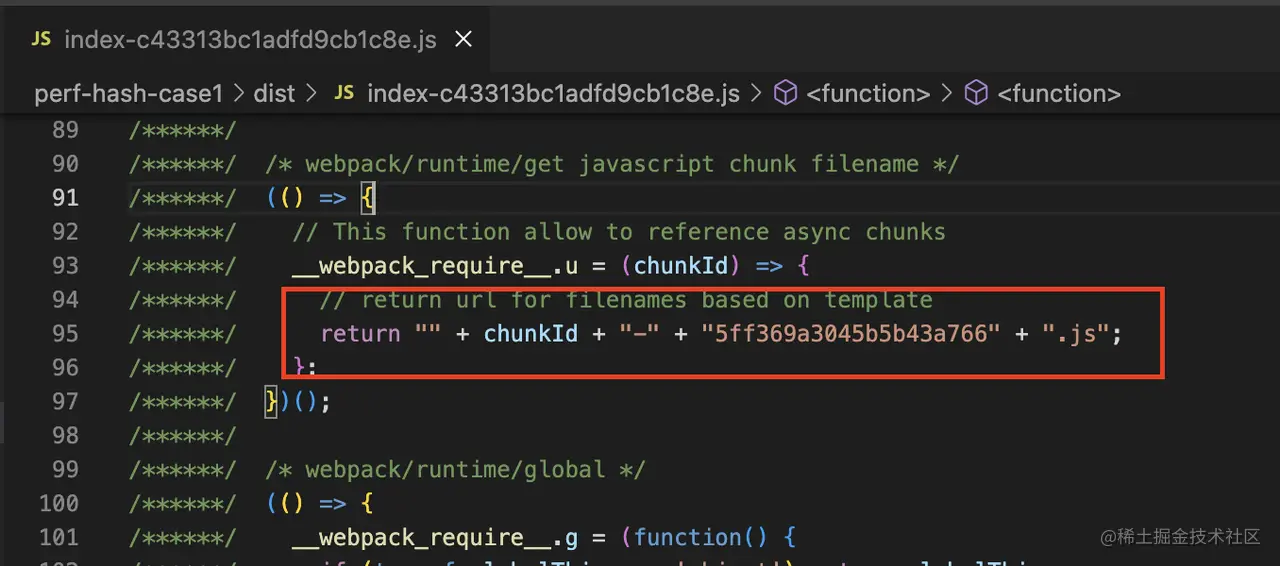 JS index-c43313bc1adfd9cb1c8e.js ×
perf-hash-case1 > dist > JS index-c43313bc1adfd9cb1c8e.js > <function> > <function>
89 /******/
90 /******/ /* webpack/runtime/get javascript chunk filename */
91 /******/ (() => {
92 /******/ // This function allow to reference async chunks
93 /******/ __webpack_require__.u = (chunkId) => {
94 /******/ // return url for filenames based on template
95 /******/ return "" + chunkId + "-" + "5ff369a3045b5b43a766" + ".js";
96 /******/ };
97 /******/ })();
98 /******/
99 /******/ /* webpack/runtime/global */
100 /******/ (() => {
101 /******/ __webpack_require__.g = (function() {
@稀土掘金技术社区